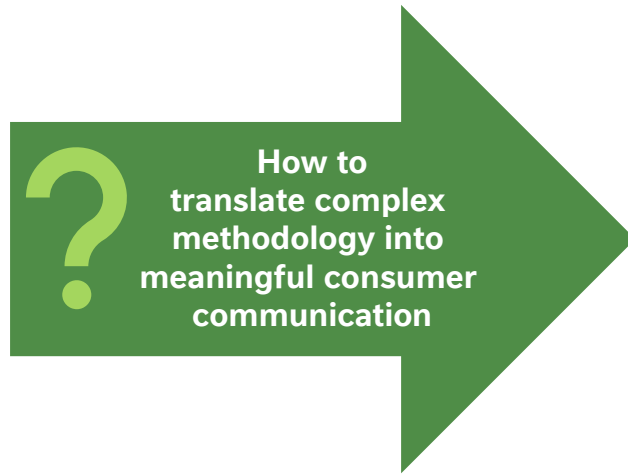 ?
How to
translate complex
methodology into
meaningful consumer
communication